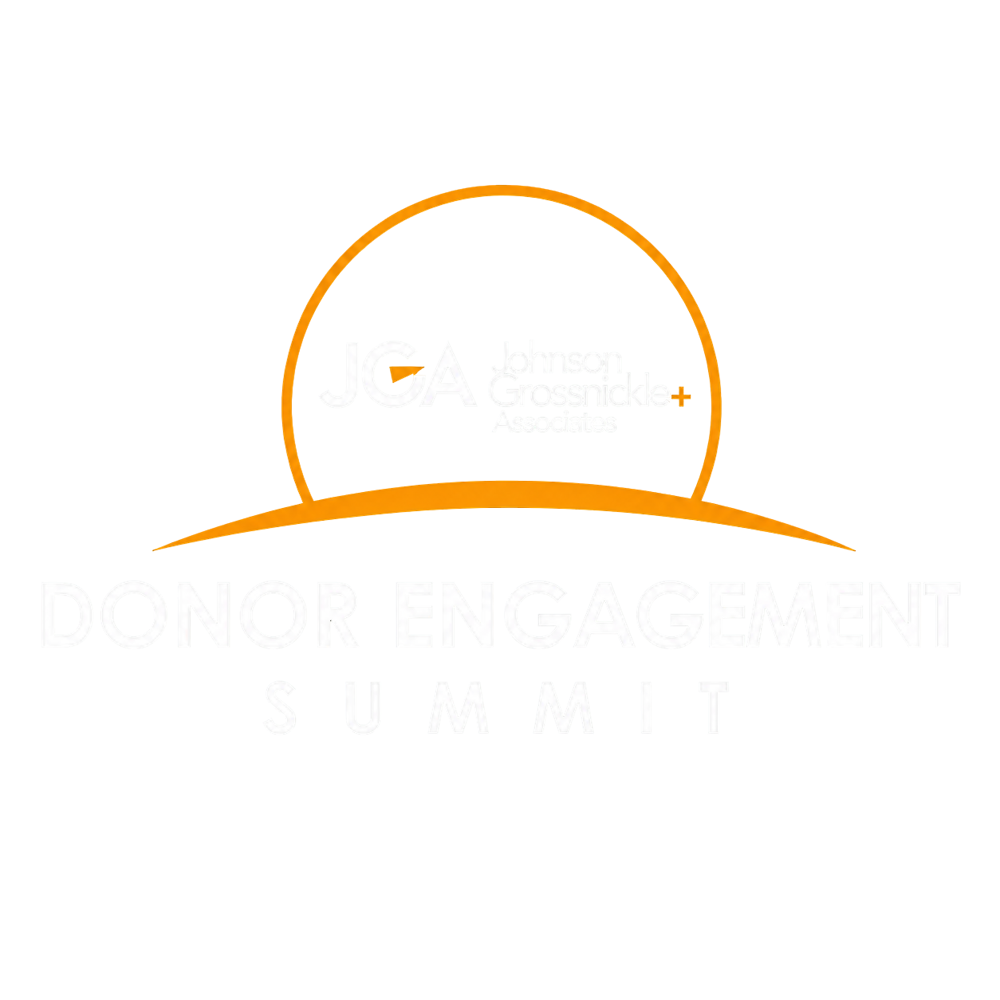 JGA
Johnson
Grossnickle+
Associates
DONOR ENGAGEMENT
SUMMIT